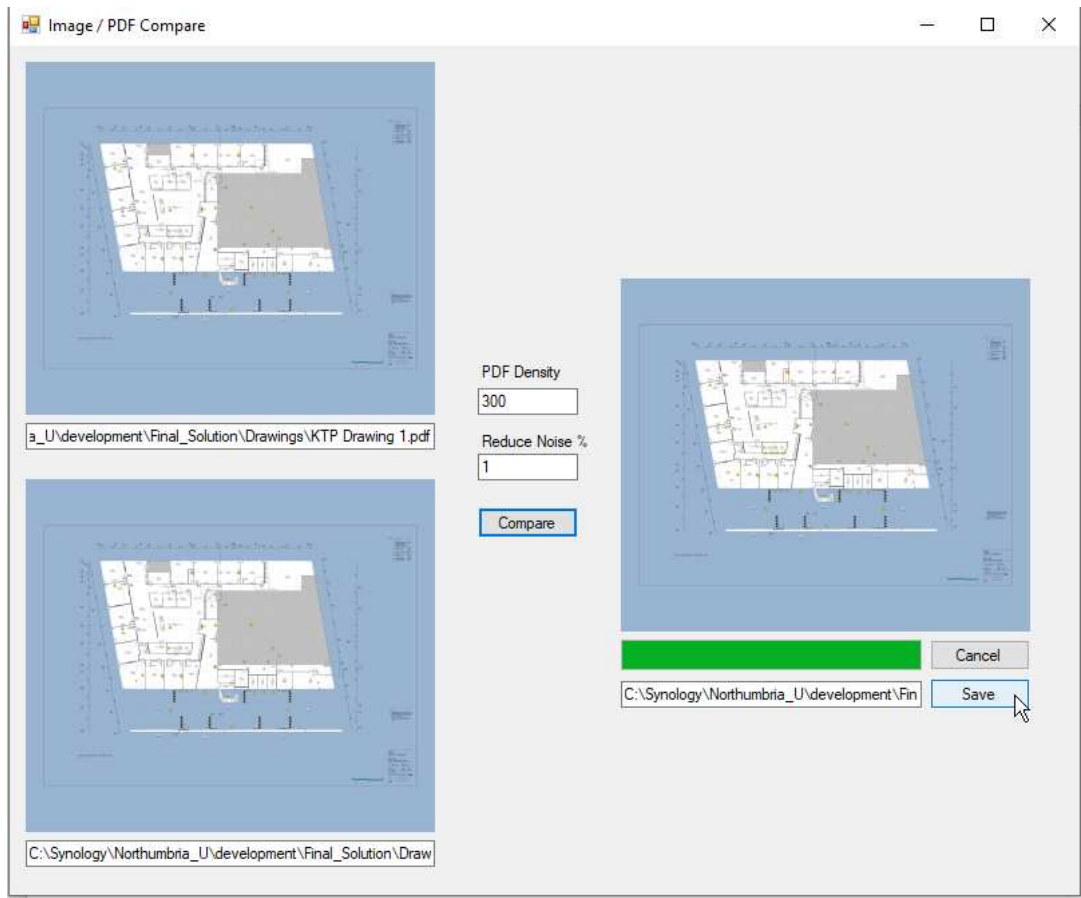 Image / PDF Compare
a_U\development\Final_Solution\Drawings\KTP Drawing 1.pdf
C:\Synology\Northumbria_U\development\Final_Solution\Draw
PDF Density
300
Reduce Noise %
1
Compare
Cancel
C:\Synology\Northumbria_U\development\Fin
Save